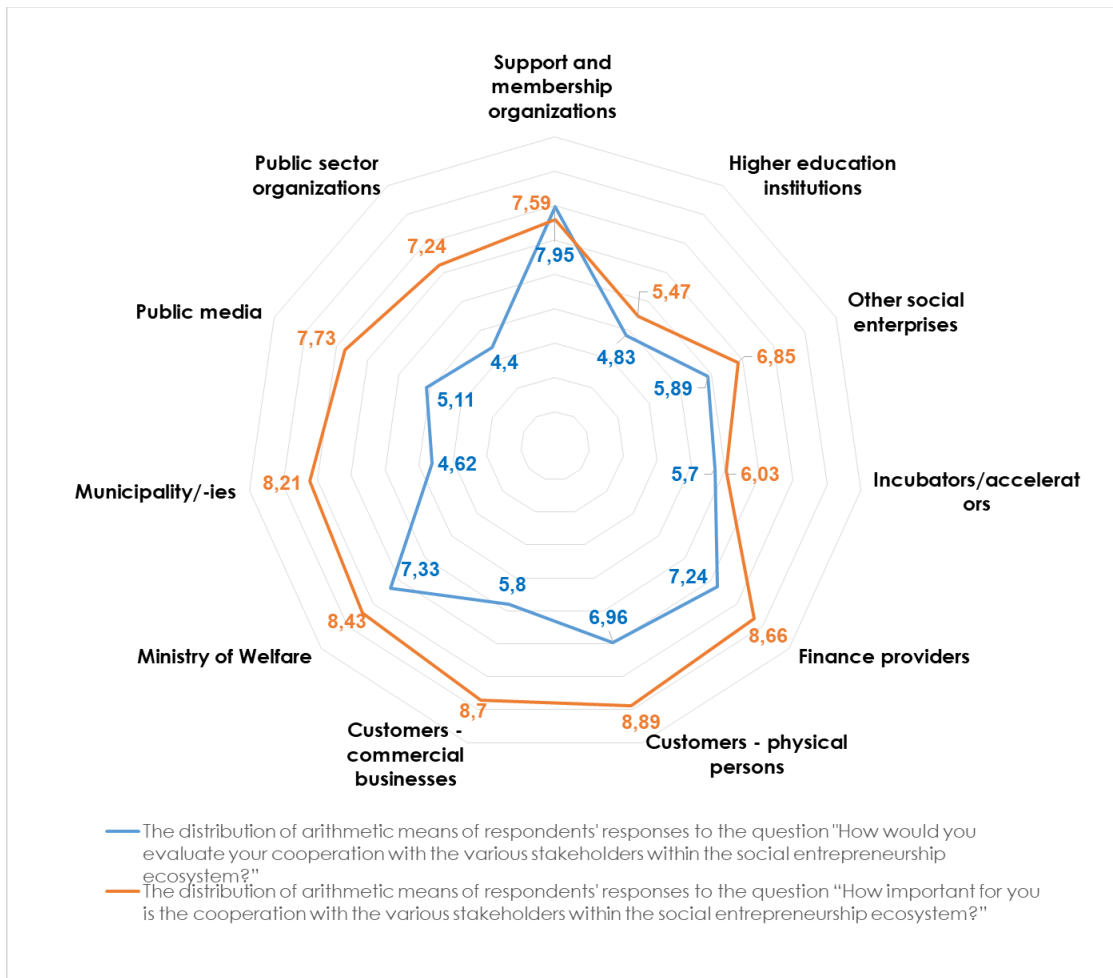 Support and
membership
organizations
Public sector
organizations
Higher education
institutions
7,59
7,24
7,95
5,47
Other social
enterprises
Public media
7,73
4,4
4,83
6,85
5,11
5,89
Municipality/-ies
8,21
4,62
5,7
6,03
Incubators/accelerat
ors
7,33
5,8
7,24
8,43
6,96
8,66
Ministry of Welfare
Finance providers
8,7
8,89
Customers -
commercial
businesses
Customers - physical
persons
The distribution of arithmetic means of respondents' responses to the question "How would you
evaluate your cooperation with the various stakeholders within the social entrepreneurship
ecosystem?”
The distribution of arithmetic means of respondents' responses to the question “How important for you
is the cooperation with the various stakeholders within the social entrepreneurship ecosystem?”